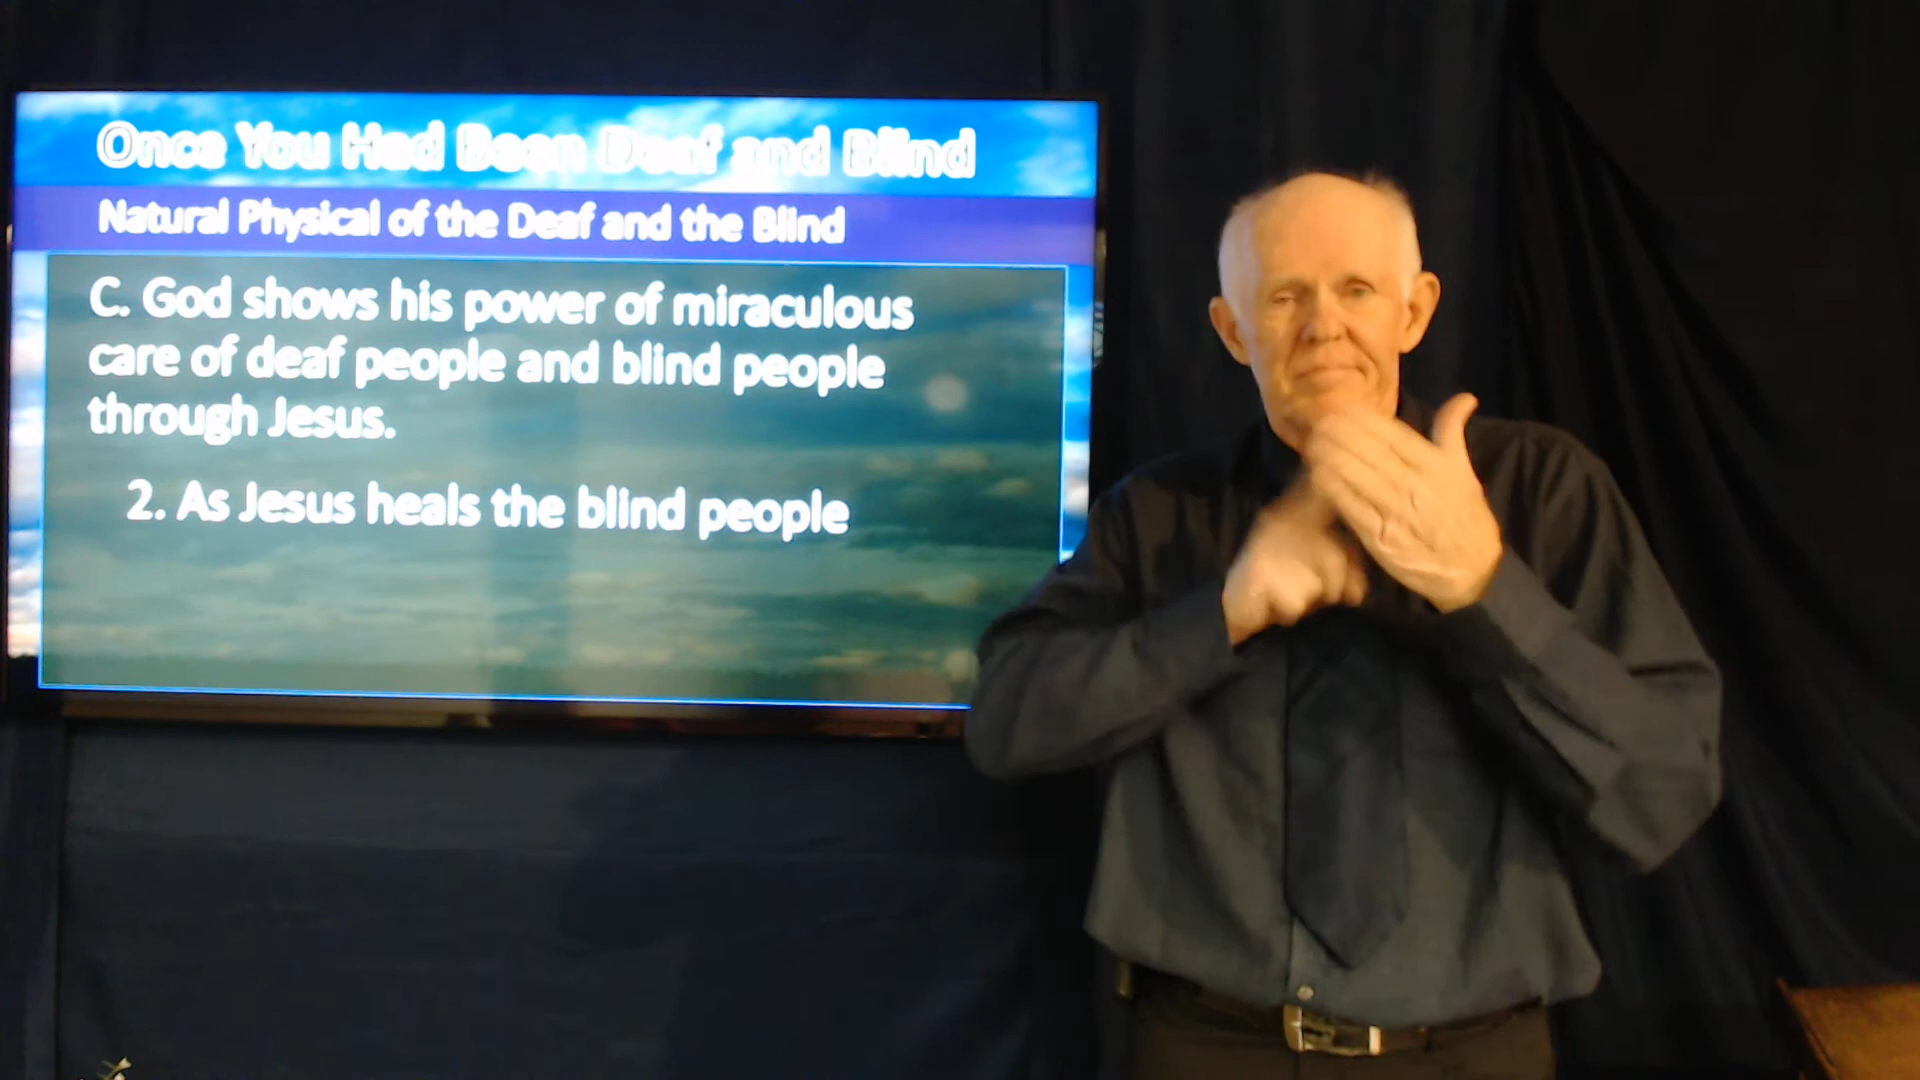 Once You Had Been Deaf and Blind
Natural Physical of the Deaf and the Blind
C. God shows his power of miraculous
care of deaf people and blind people
through Jesus.
2. As Jesus heals the blind people